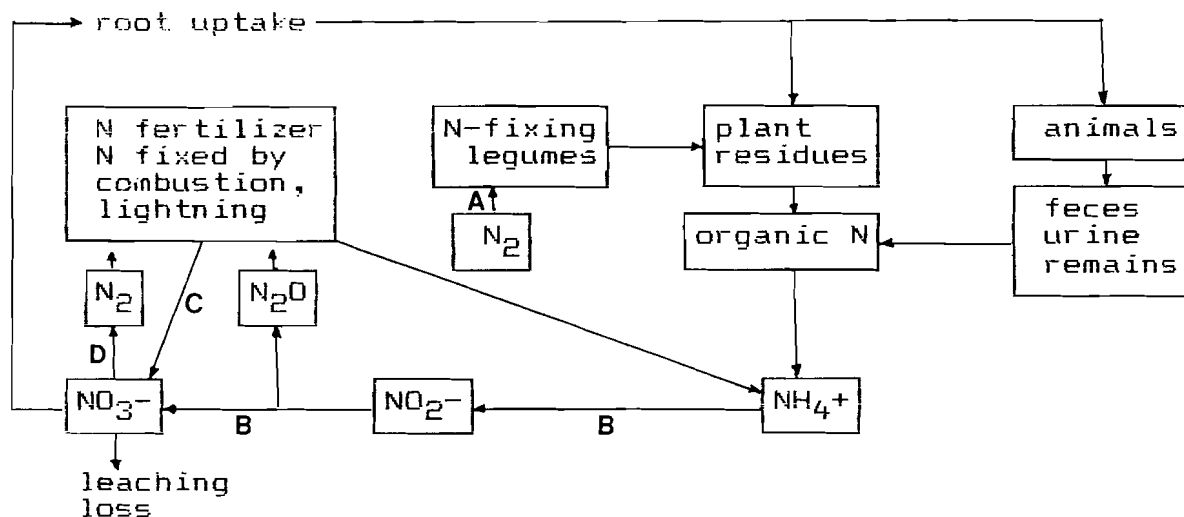 root uptake
N fertilizer
N fixed by
combustion,
lightning
N-fixing
legumes
plant
residues
animals
A
N₂
organic N
feces
urine
remains
N₂
C
N₂O
D
NO₃-
B
NO₂-
B
NH₄+
leaching
loss